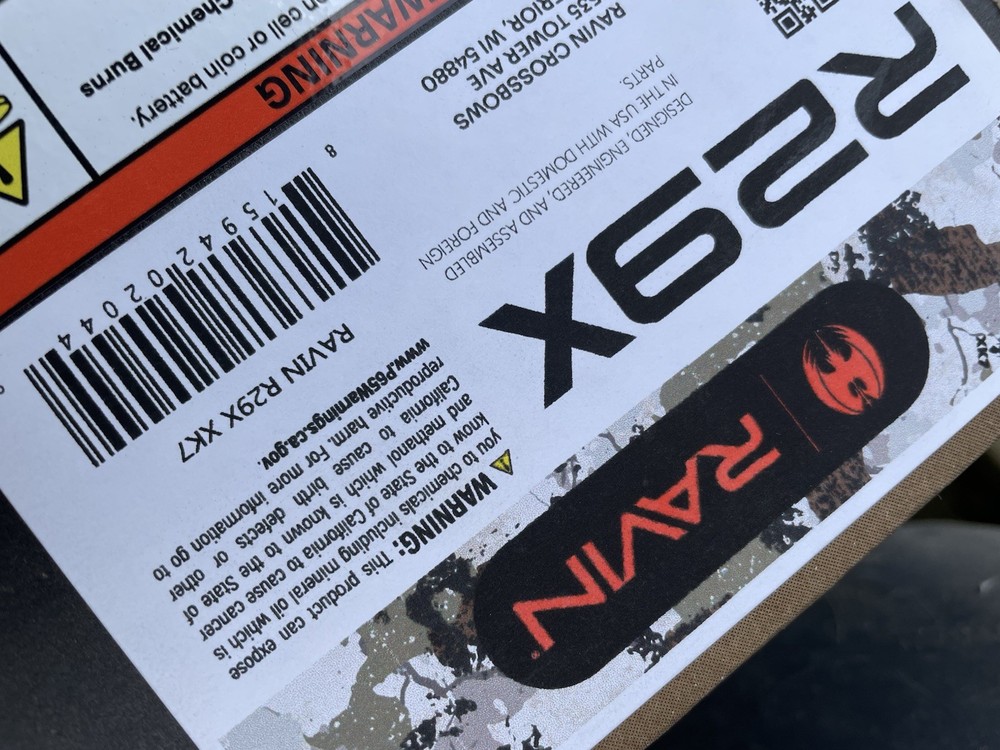 RAVIN
R29X
XK7
DESIGNED, ENGINEERED, AND ASSEMBLED
IN THE USA WITH DOMESTIC AND FOREIGN
PARTS.
RAVIN CROSSBOWS
535 TOWER AVE
ERIOR, WI 54880
WARNING: This product can expose
you to chemicals including mineral oil which is
know to the State of California to cause cancer
and methanol which is known to the State of
California to cause birth defects or other
reproductive harm. For more information go to
www.P65Warnings.ca.gov.
RAVIN R29X XK7
8 15942 02044
WARNING
Chemical Burns
cell or coin battery.